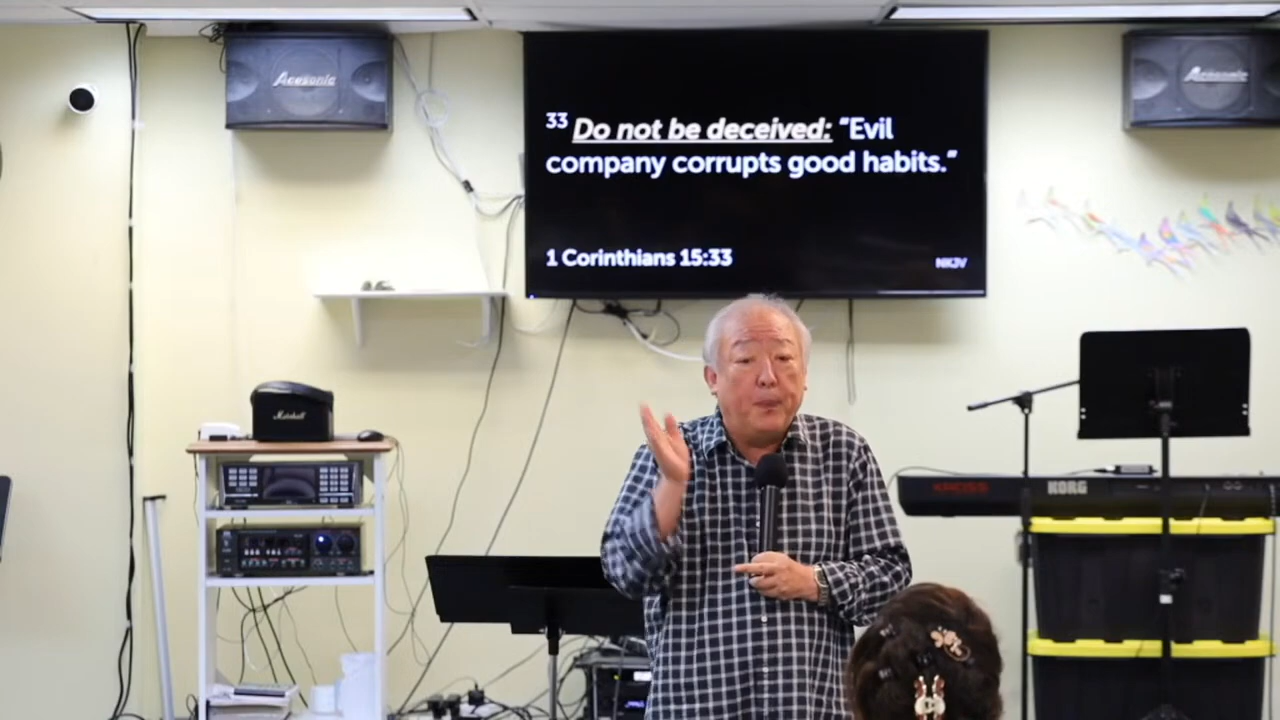 Acesonic
Acesonic
33 Do not be deceived: "Evil
company corrupts good habits."
1 Corinthians 15:33
NKJV
Marshall
KROSS
KORG